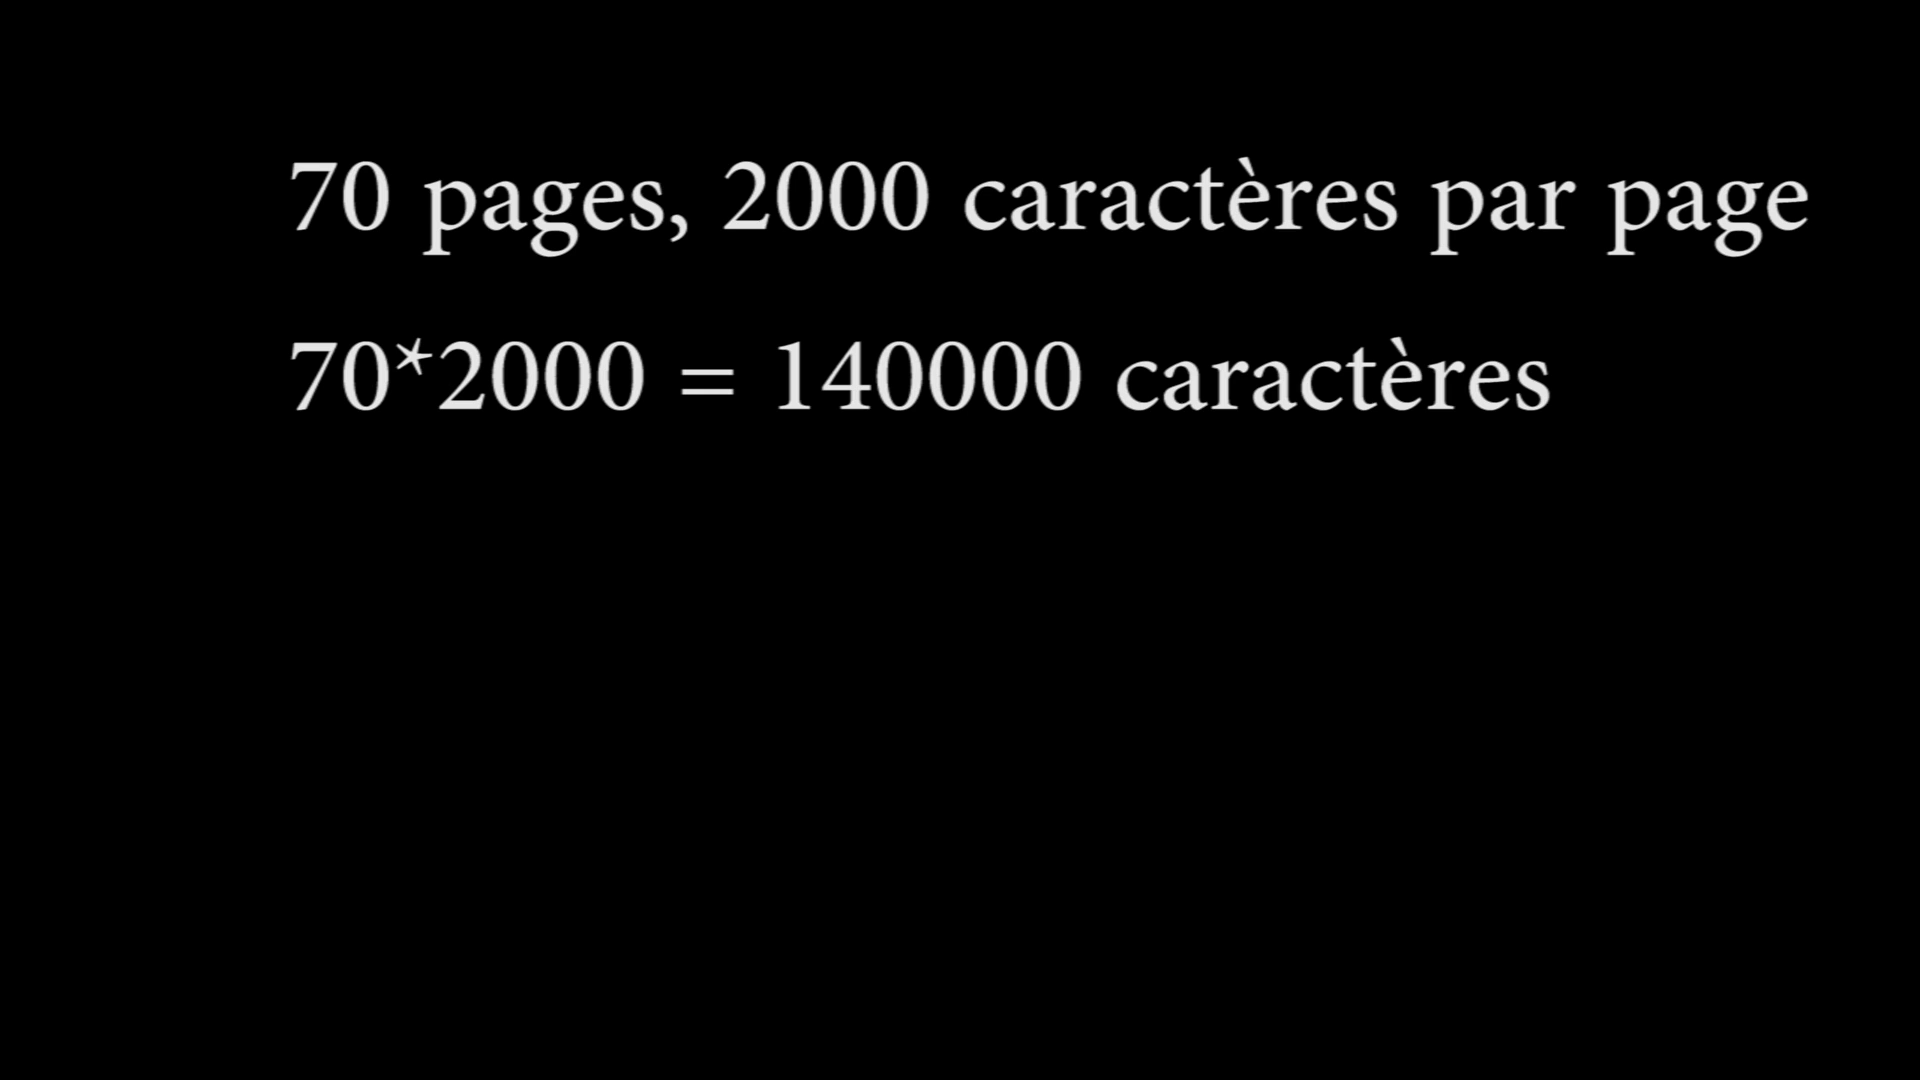 70 pages, 2000 caractères par page
70*2000 = 140000 caractères